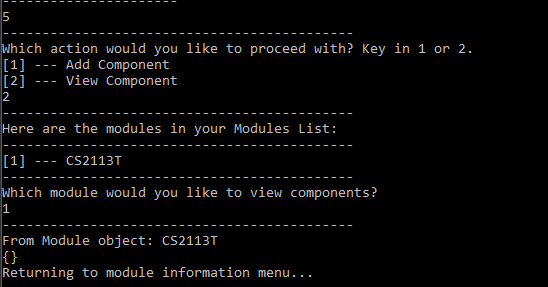 ----------------------
5
--------------------------------------------
Which action would you like to proceed with? Key in 1 or 2.
[1] --- Add Component
[2] --- View Component
2
--------------------------------------------
Here are the modules in your Modules List:
--------------------------------------------
[1] --- CS2113T
--------------------------------------------
Which module would you like to view components?
1
--------------------------------------------
From Module object: CS2113T
{}
Returning to module information menu...